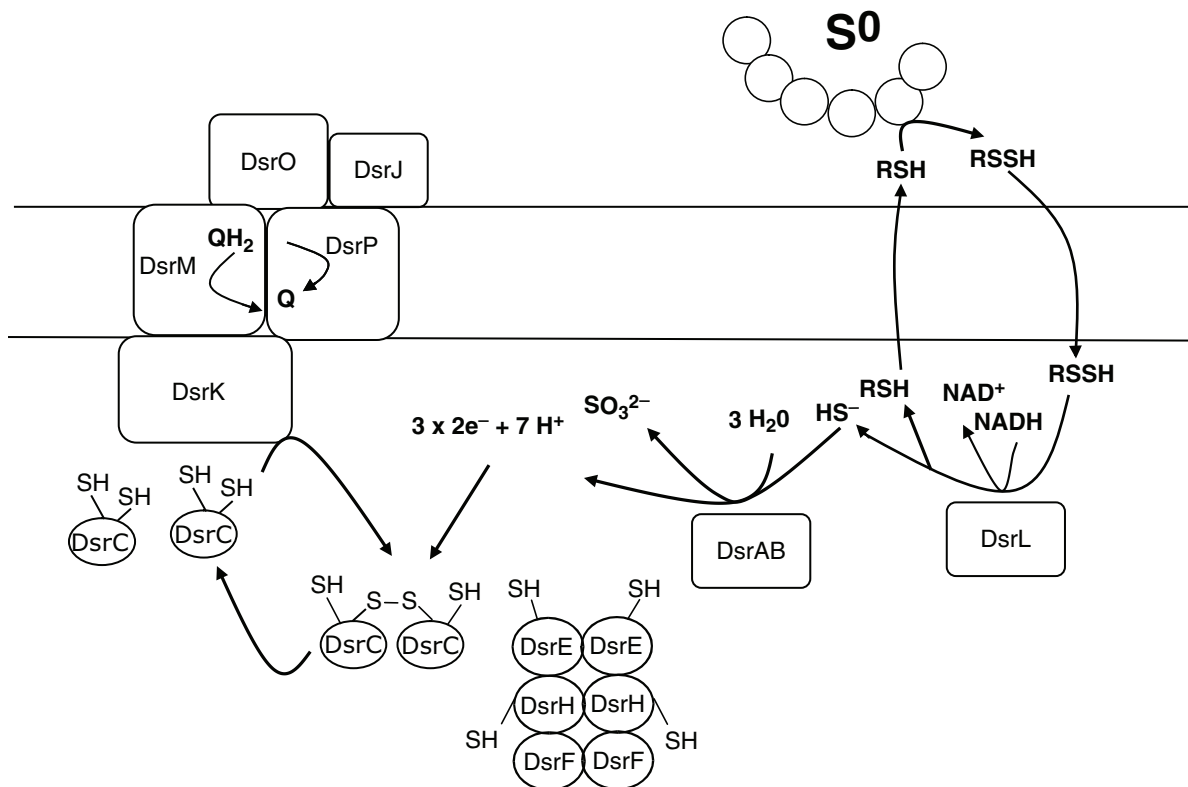 S0
DsrO
DsrJ
RSH
RSSH
QH2
DsrP
DsrM
Q
DsrK
RSSH
RSH
NAD+
SO3 2–
HS–
3 x 2e– + 7 H+
3 H20
NADH
SH
SH
SH
SH
DsrC
DsrC
DsrAB
DsrL
SH
S–S
SH
SH
SH
DsrC
DsrC
DsrE
DsrE
DsrH
DsrH
SH
SH
DsrF
DsrF